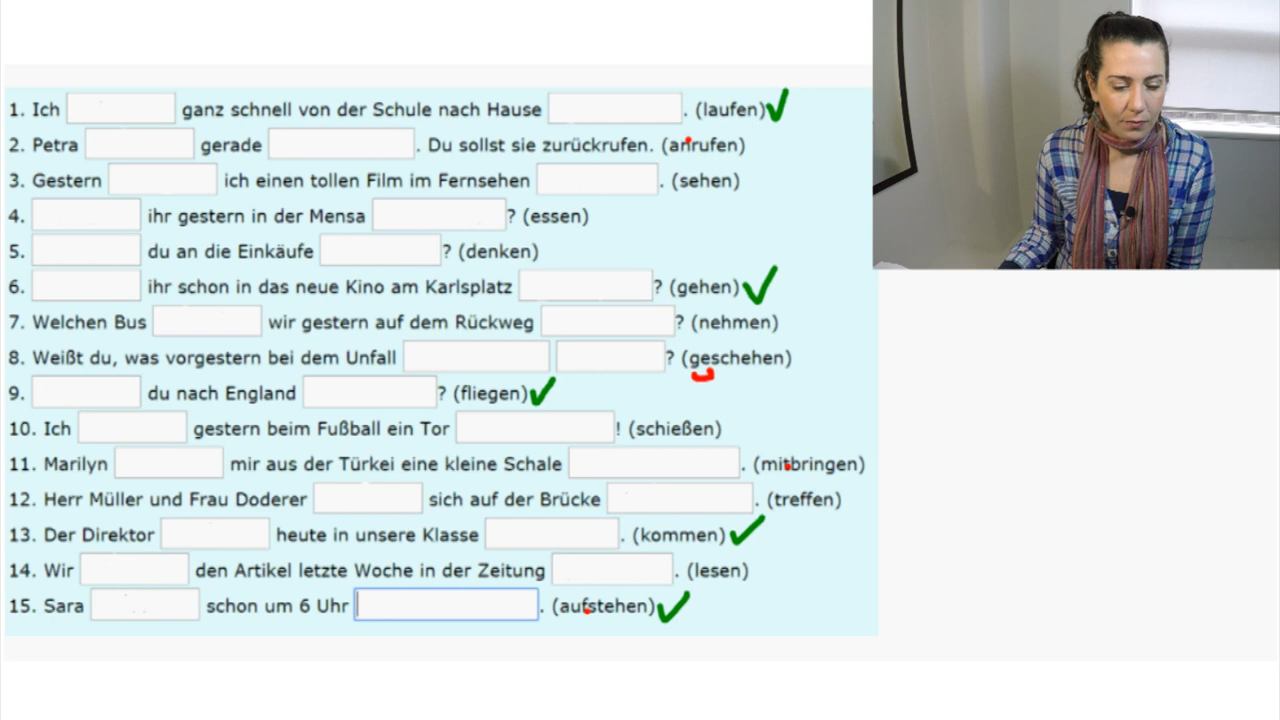 1. Ich ganz schnell von der Schule nach Hause . (laufen)
2. Petra gerade . Du sollst sie zurückrufen. (anrufen)
3. Gestern ich einen tollen Film im Fernsehen . (sehen)
4. ihr gestern in der Mensa ? (essen)
5. du an die Einkäufe ? (denken)
6. ihr schon in das neue Kino am Karlsplatz ? (gehen)
7. Welchen Bus wir gestern auf dem Rückweg ? (nehmen)
8. Weißt du, was vorgestern bei dem Unfall ? (geschehen)
9. du nach England ? (fliegen)
10. Ich gestern beim Fußball ein Tor ! (schießen)
11. Marilyn mir aus der Türkei eine kleine Schale . (mitbringen)
12. Herr Müller und Frau Doderer sich auf der Brücke . (treffen)
13. Der Direktor heute in unsere Klasse . (kommen)
14. Wir den Artikel letzte Woche in der Zeitung . (lesen)
15. Sara schon um 6 Uhr . (aufstehen)